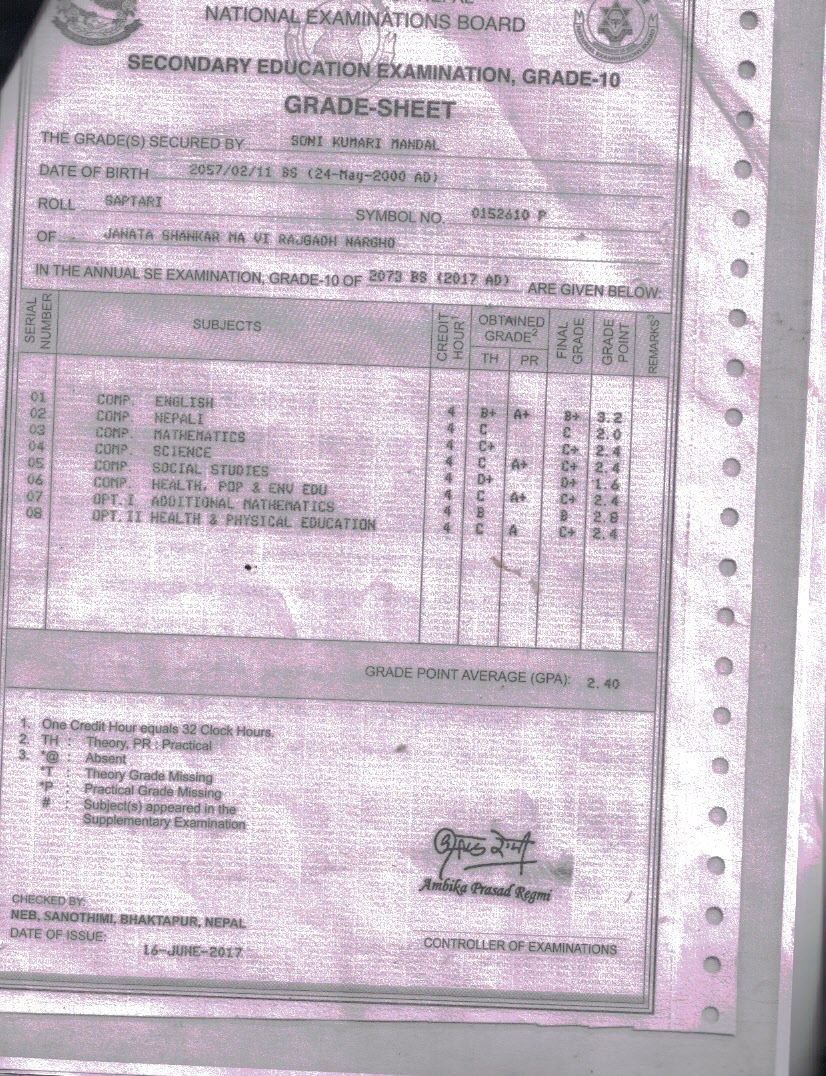 NEPAL
NATIONAL EXAMINATIONS BOARD
SECONDARY EDUCATION EXAMINATION, GRADE-10
GRADE-SHEET
THE GRADE(S) SECURED BY SONI KUMARI MANDAL
DATE OF BIRTH 2057/02/11 BS (24-May-2000 AD)
ROLL SAPTARI SYMBOL NO. 0152610 P
OF JANATA SHANKAR MA VI RAJGADH NARGHO
IN THE ANNUAL SE EXAMINATION, GRADE-10 OF 2073 BS (2017 AD) ARE GIVEN BELOW:
SERIAL NUMBER SUBJECTS CREDIT HOUR1 OBTAINED GRADE2 FINAL GRADE GRADE POINT REMARKS3
TH PR
01 COMP. ENGLISH 4 B+ A+ B+ 3.2
02 COMP. NEPALI 4 C C 2.0
03 COMP. MATHEMATICS 4 C+ C+ 2.4
04 COMP. SCIENCE 4 C A+ C+ 2.4
05 COMP. SOCIAL STUDIES 4 D+ D+ 1.6
06 COMP. HEALTH, POP & ENV EDU 4 C A+ C+ 2.4
07 OPT.I ADDITIONAL MATHEMATICS 4 B B 2.8
08 OPT.II HEALTH & PHYSICAL EDUCATION 4 C A C+ 2.4
GRADE POINT AVERAGE (GPA): 2.40
1. One Credit Hour equals 32 Clock Hours.
2. TH : Theory, PR : Practical
3. *@ : Absent
*T : Theory Grade Missing
*P : Practical Grade Missing
# : Subject(s) appeared in the
Supplementary Examination
Ambika Prasad Regmi
CHECKED BY:
NEB, SANOTHIMI, BHAKTAPUR, NEPAL
DATE OF ISSUE: 16-JUNE-2017
CONTROLLER OF EXAMINATIONS